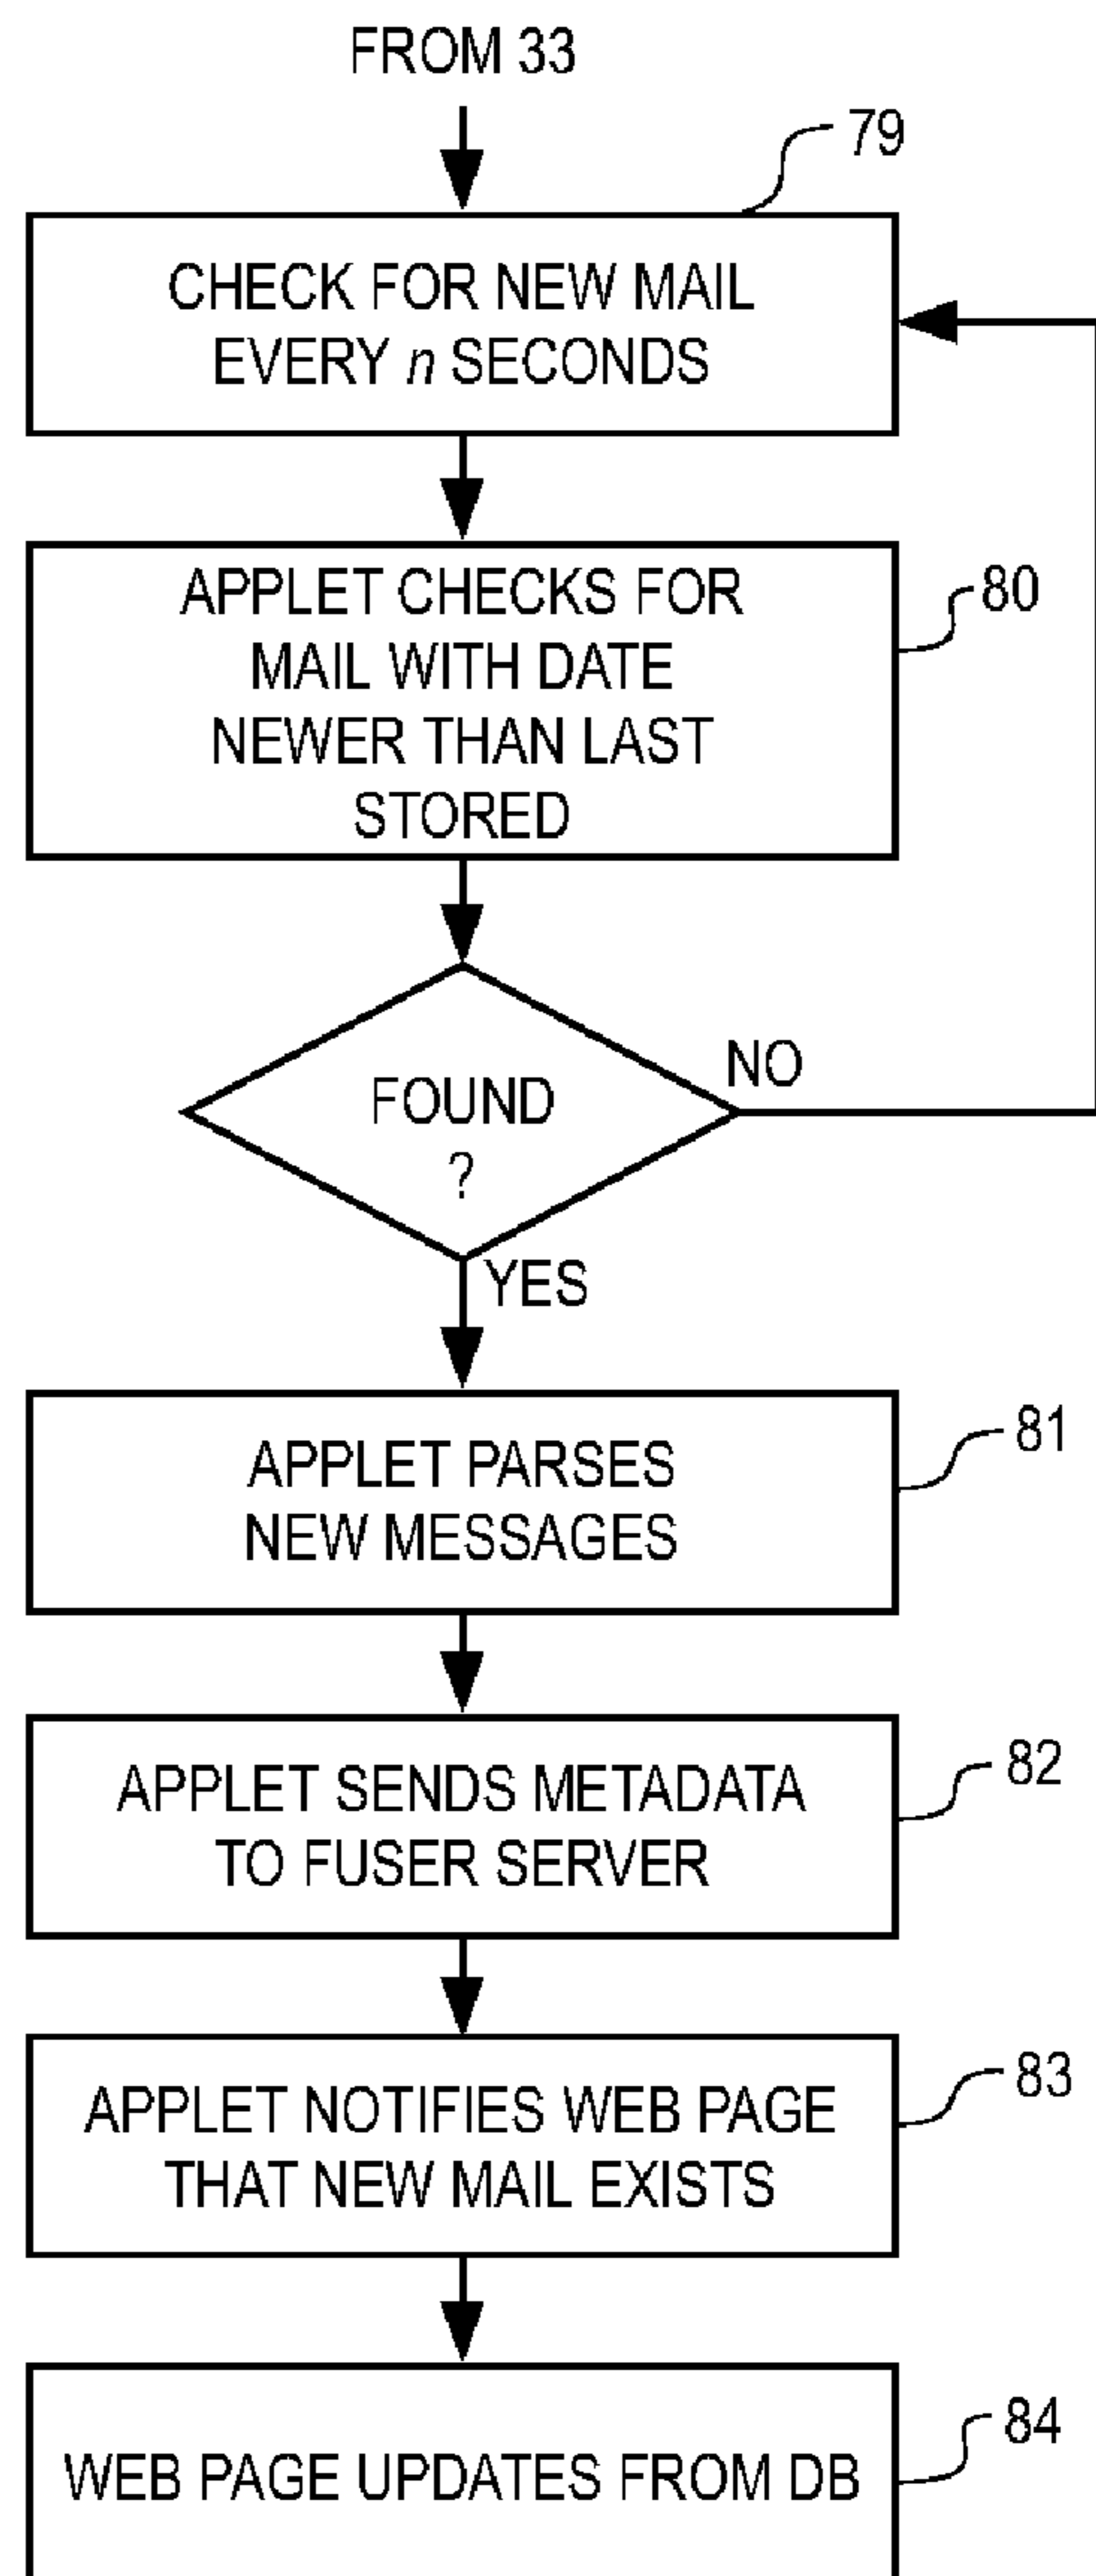 FROM 33
79
CHECK FOR NEW MAIL
EVERY n SECONDS
APPLET CHECKS FOR
MAIL WITH DATE
NEWER THAN LAST
STORED
80
FOUND
?
NO
YES
APPLET PARSES
NEW MESSAGES
81
APPLET SENDS METADATA
TO FUSER SERVER
82
APPLET NOTIFIES WEB PAGE
THAT NEW MAIL EXISTS
83
WEB PAGE UPDATES FROM DB
84